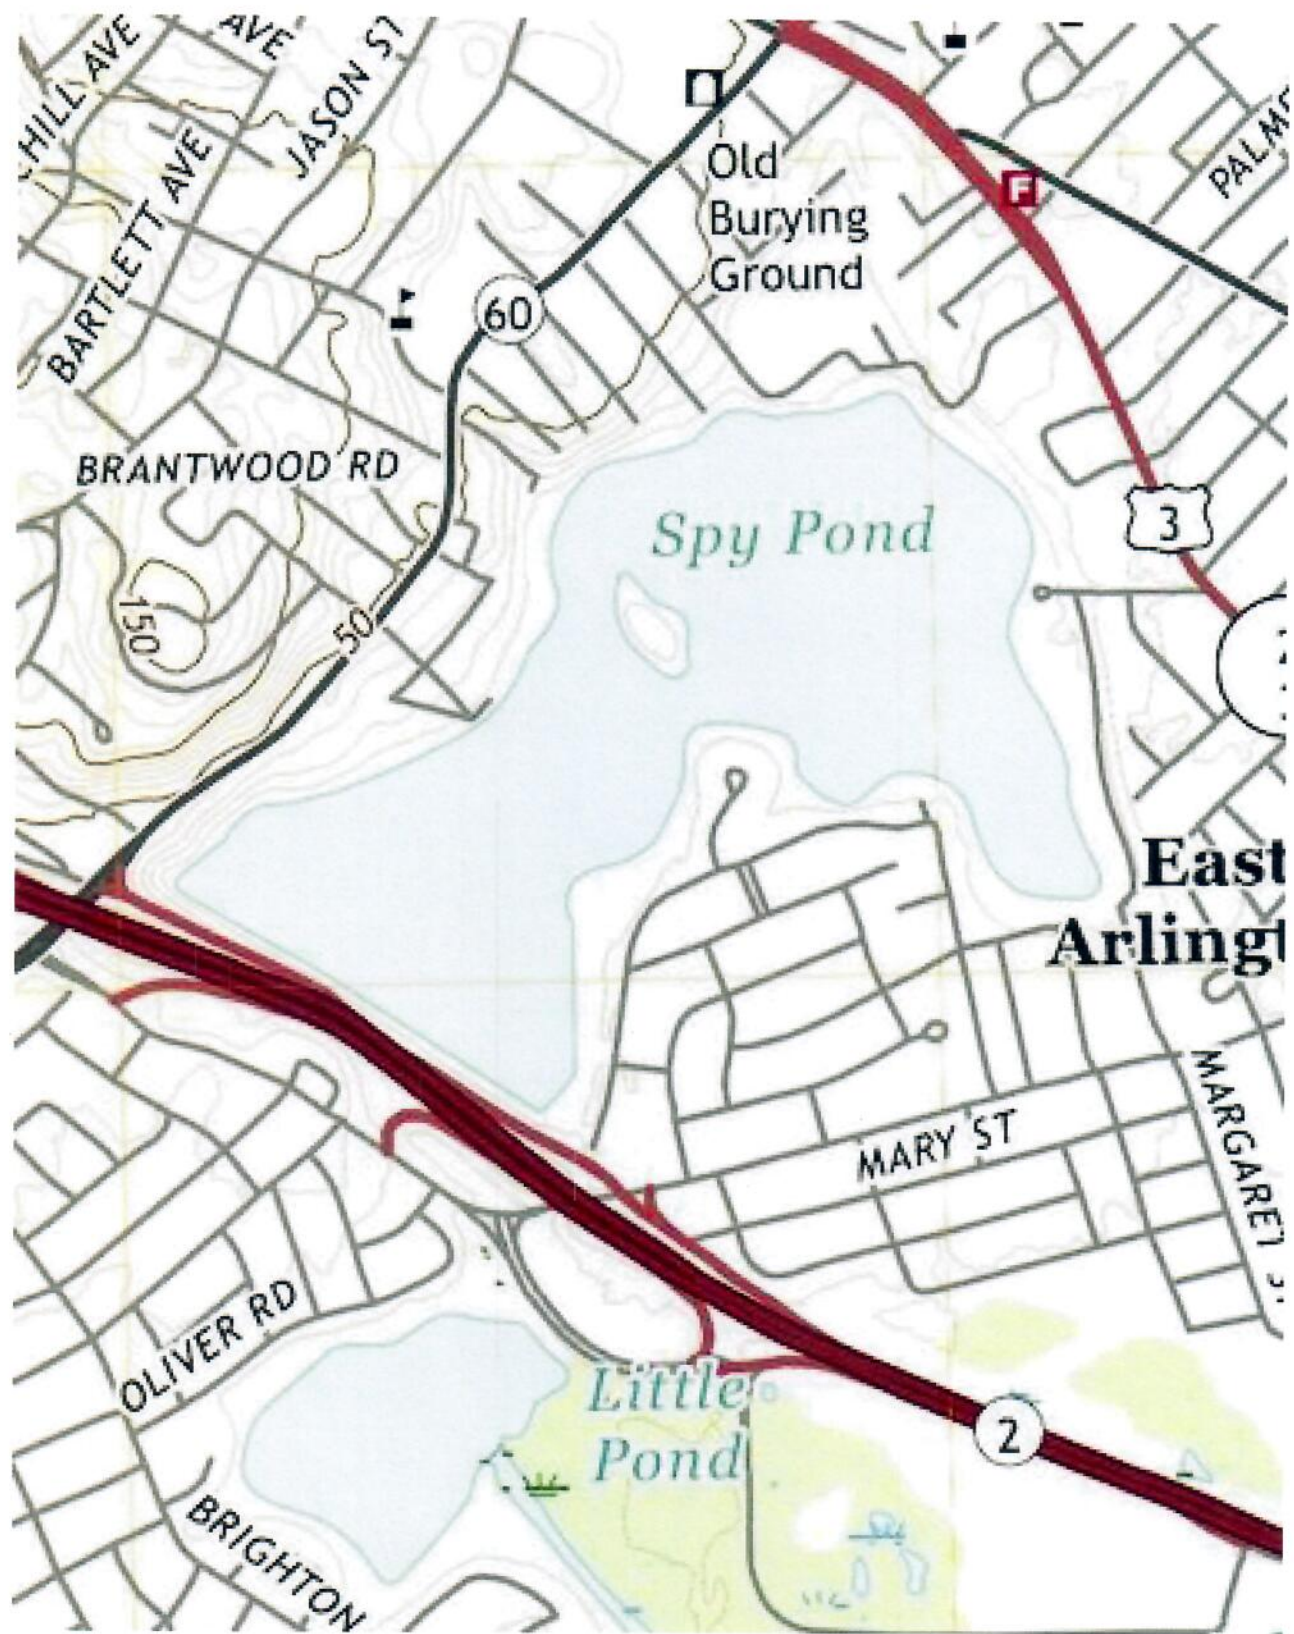 CHILL AVE
AVE
JASON ST
BARTLETT AVE
PALM
Old
Burying
Ground
F
60
BRANTWOOD RD
3
Spy Pond
150
50
East
Arlingt
MARY ST
MARGARET
OLIVER RD
Little
Pond
2
BRIGHTON